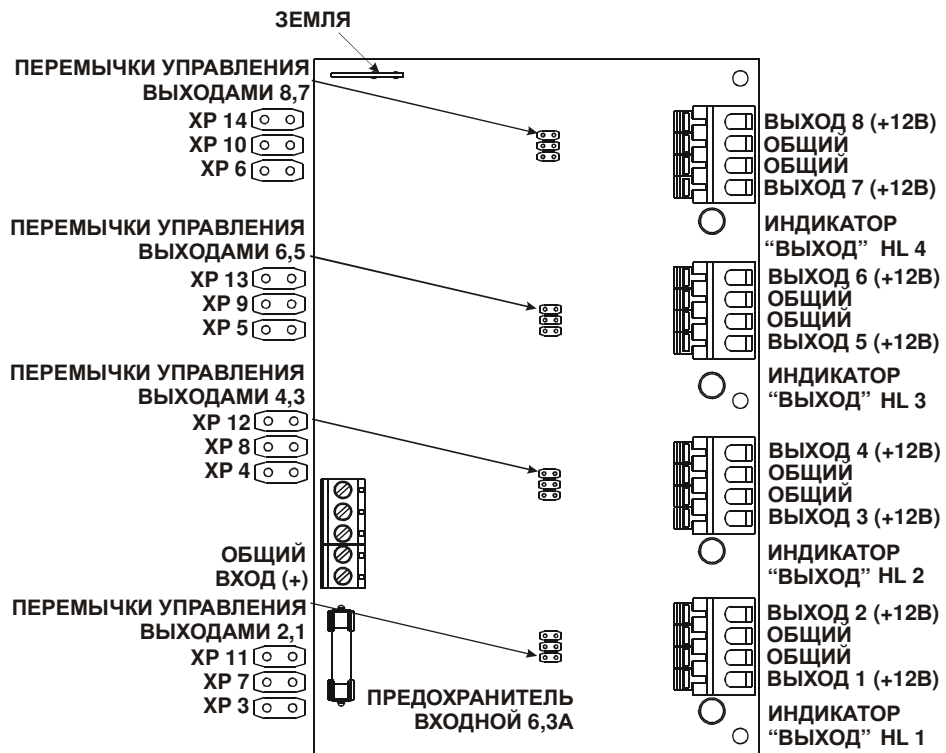 ЗЕМЛЯ
ПЕРЕМЫЧКИ УПРАВЛЕНИЯ
ВЫХОДАМИ 8,7
XP 14
XP 10
XP 6
ВЫХОД 8 (+12В)
ОБЩИЙ
ОБЩИЙ
ВЫХОД 7 (+12В)
ИНДИКАТОР
“ВЫХОД” HL 4
ПЕРЕМЫЧКИ УПРАВЛЕНИЯ
ВЫХОДАМИ 6,5
XP 13
XP 9
XP 5
ВЫХОД 6 (+12В)
ОБЩИЙ
ОБЩИЙ
ВЫХОД 5 (+12В)
ИНДИКАТОР
“ВЫХОД” HL 3
ПЕРЕМЫЧКИ УПРАВЛЕНИЯ
ВЫХОДАМИ 4,3
XP 12
XP 8
XP 4
ВЫХОД 4 (+12В)
ОБЩИЙ
ОБЩИЙ
ВЫХОД 3 (+12В)
ИНДИКАТОР
“ВЫХОД” HL 2
ОБЩИЙ
ВХОД (+)
ПЕРЕМЫЧКИ УПРАВЛЕНИЯ
ВЫХОДАМИ 2,1
XP 11
XP 7
XP 3
ПРЕДОХРАНИТЕЛЬ
ВХОДНОЙ 6,3А
ВЫХОД 2 (+12В)
ОБЩИЙ
ОБЩИЙ
ВЫХОД 1 (+12В)
ИНДИКАТОР
“ВЫХОД” HL 1